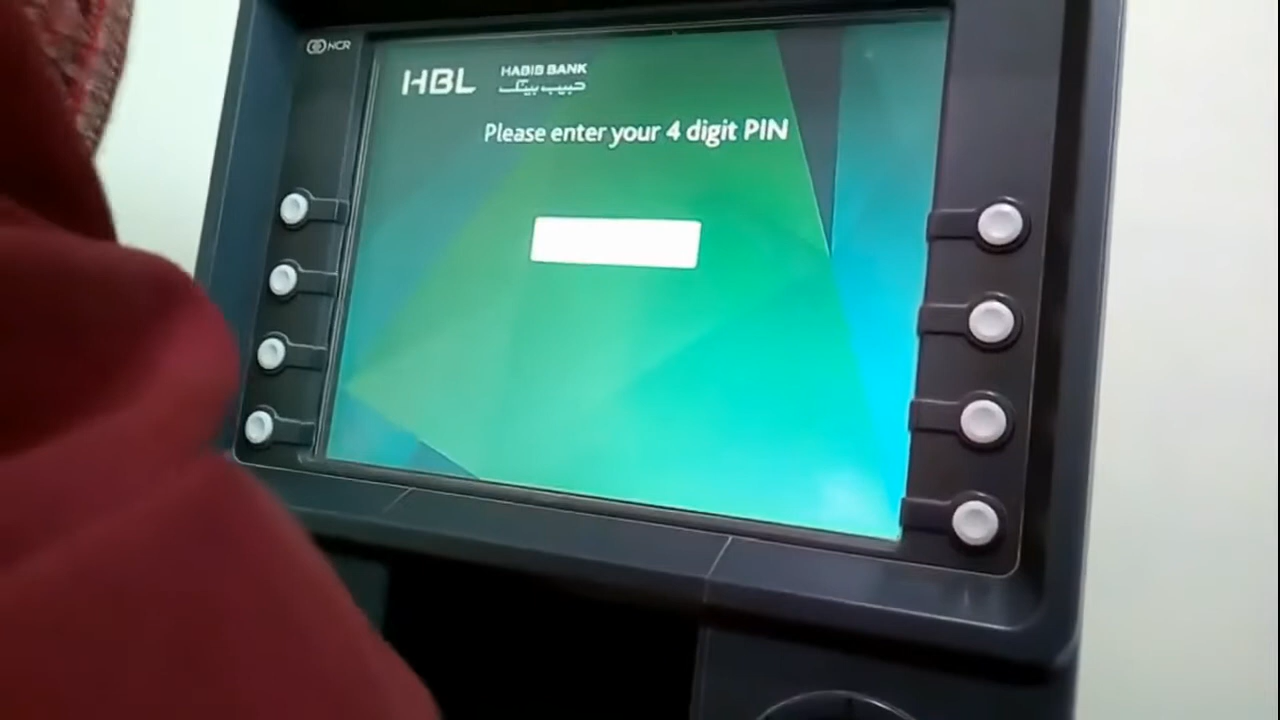 NCR
HBL
HABIB BANK
حبیب بینک
Please enter your 4 digit PIN